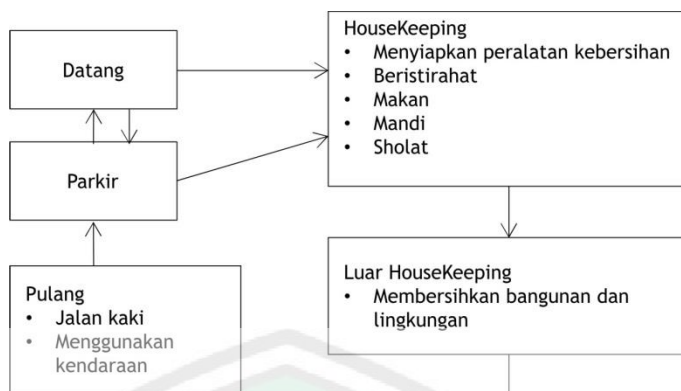 Datang
Parkir
Pulang
• Jalan kaki
• Menggunakan
kendaraan
HouseKeeping
• Menyiapkan peralatan kebersihan
• Beristirahat
• Makan
• Mandi
• Sholat
Luar HouseKeeping
• Membersihkan bangunan dan
lingkungan